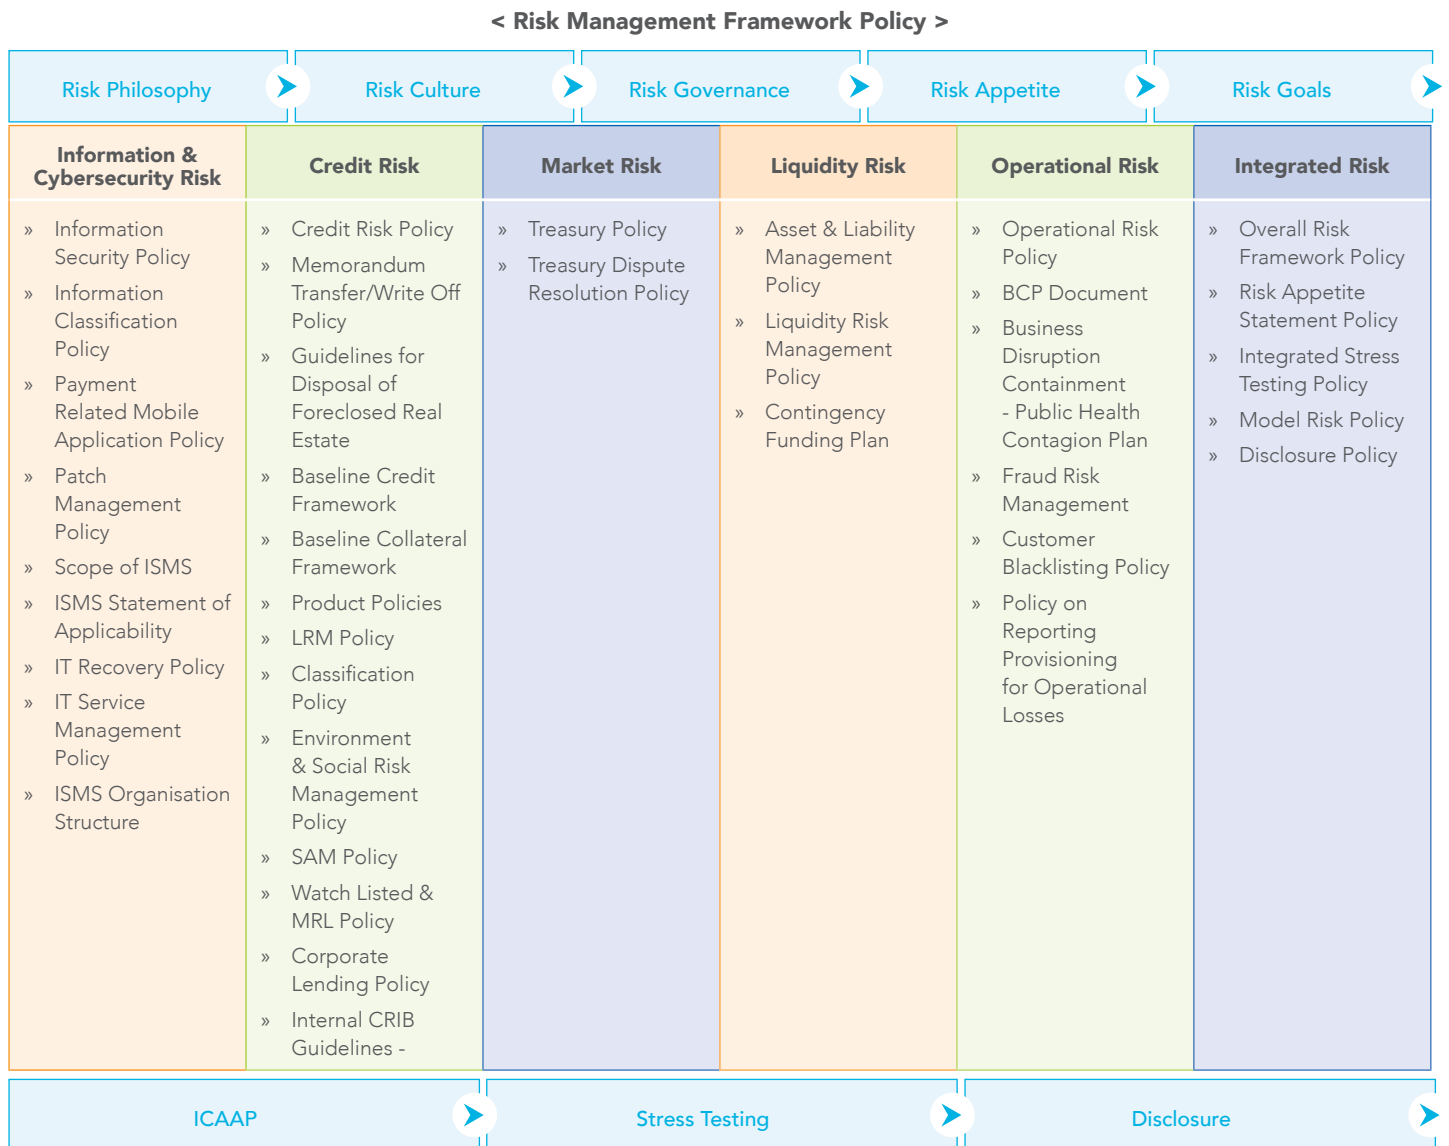 < Risk Management Framework Policy >
Risk Philosophy
Risk Culture
Risk Governance
Risk Appetite
Risk Goals
Information &
Cybersecurity Risk
» Information
Security Policy
» Information
Classification
Policy
» Payment
Related Mobile
Application Policy
» Patch
Management
Policy
» Scope of ISMS
» ISMS Statement of
Applicability
» IT Recovery Policy
» IT Service
Management
Policy
» ISMS Organisation
Structure
Credit Risk
» Credit Risk Policy
» Memorandum
Transfer/Write Off
Policy
» Guidelines for
Disposal of
Foreclosed Real
Estate
» Baseline Credit
Framework
» Baseline Collateral
Framework
» Product Policies
» LRM Policy
» Classification
Policy
» Environment
& Social Risk
Management
Policy
» SAM Policy
» Watch Listed &
MRL Policy
» Corporate
Lending Policy
» Internal CRIB
Guidelines -
Market Risk
» Treasury Policy
» Treasury Dispute
Resolution Policy
Liquidity Risk
» Asset & Liability
Management
Policy
» Liquidity Risk
Management
Policy
» Contingency
Funding Plan
Operational Risk
» Operational Risk
Policy
» BCP Document
» Business
Disruption
Containment
- Public Health
Contagion Plan
» Fraud Risk
Management
» Customer
Blacklisting Policy
» Policy on
Reporting
Provisioning
for Operational
Losses
Integrated Risk
» Overall Risk
Framework Policy
» Risk Appetite
Statement Policy
» Integrated Stress
Testing Policy
» Model Risk Policy
» Disclosure Policy
ICAAP
Stress Testing
Disclosure